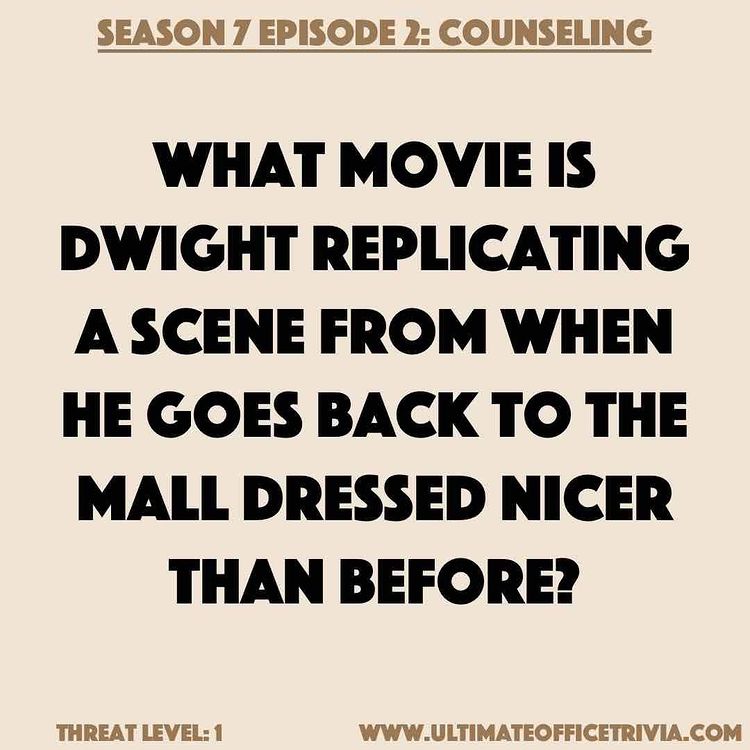 SEASON 7 EPISODE 2: COUNSELING
WHAT MOVIE IS
DWIGHT REPLICATING
A SCENE FROM WHEN
HE GOES BACK TO THE
MALL DRESSED NICER
THAN BEFORE?
THREAT LEVEL: 1
WWW.ULTIMATEOFFICETRIVIA.COM